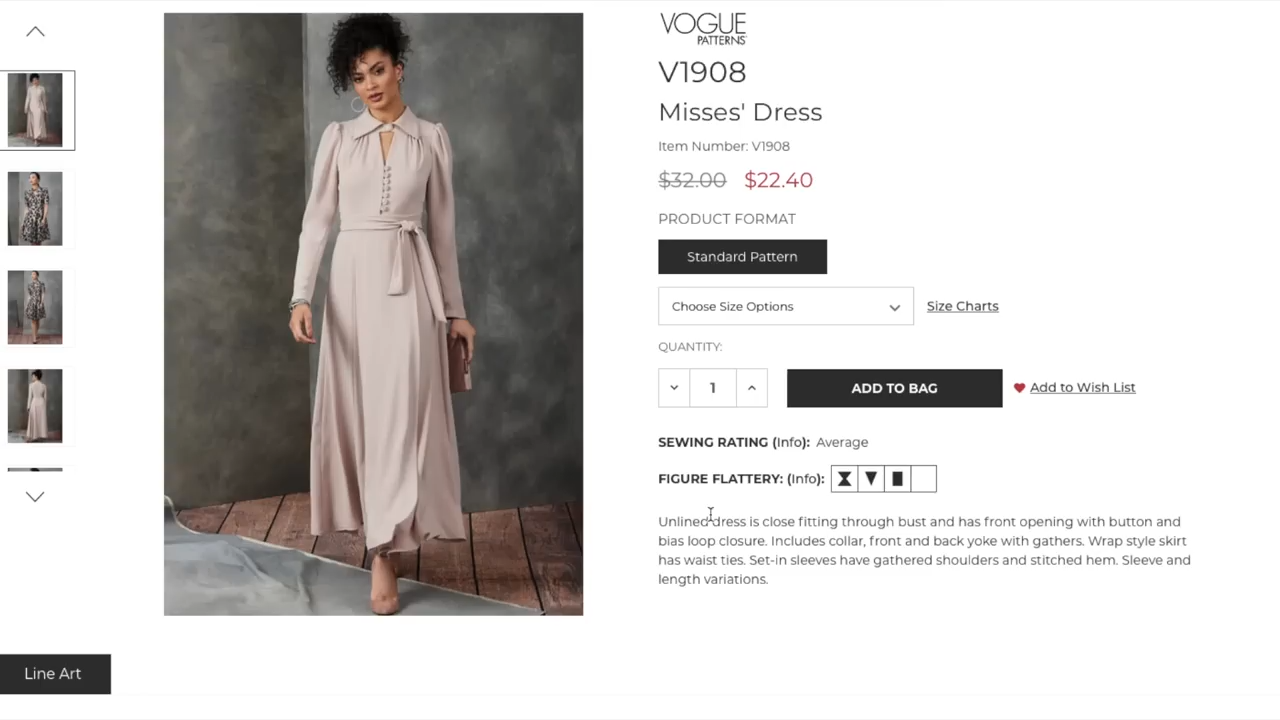 VOGUE
PATTERNS
V1908
Misses' Dress
Item Number: V1908
$32.00 $22.40
PRODUCT FORMAT
Standard Pattern
Choose Size Options
Size Charts
QUANTITY:
1
ADD TO BAG
Add to Wish List
SEWING RATING (Info): Average
FIGURE FLATTERY: (Info):
Unlined dress is close fitting through bust and has front opening with button and
bias loop closure. Includes collar, front and back yoke with gathers. Wrap style skirt
has waist ties. Set-in sleeves have gathered shoulders and stitched hem. Sleeve and
length variations.
Line Art